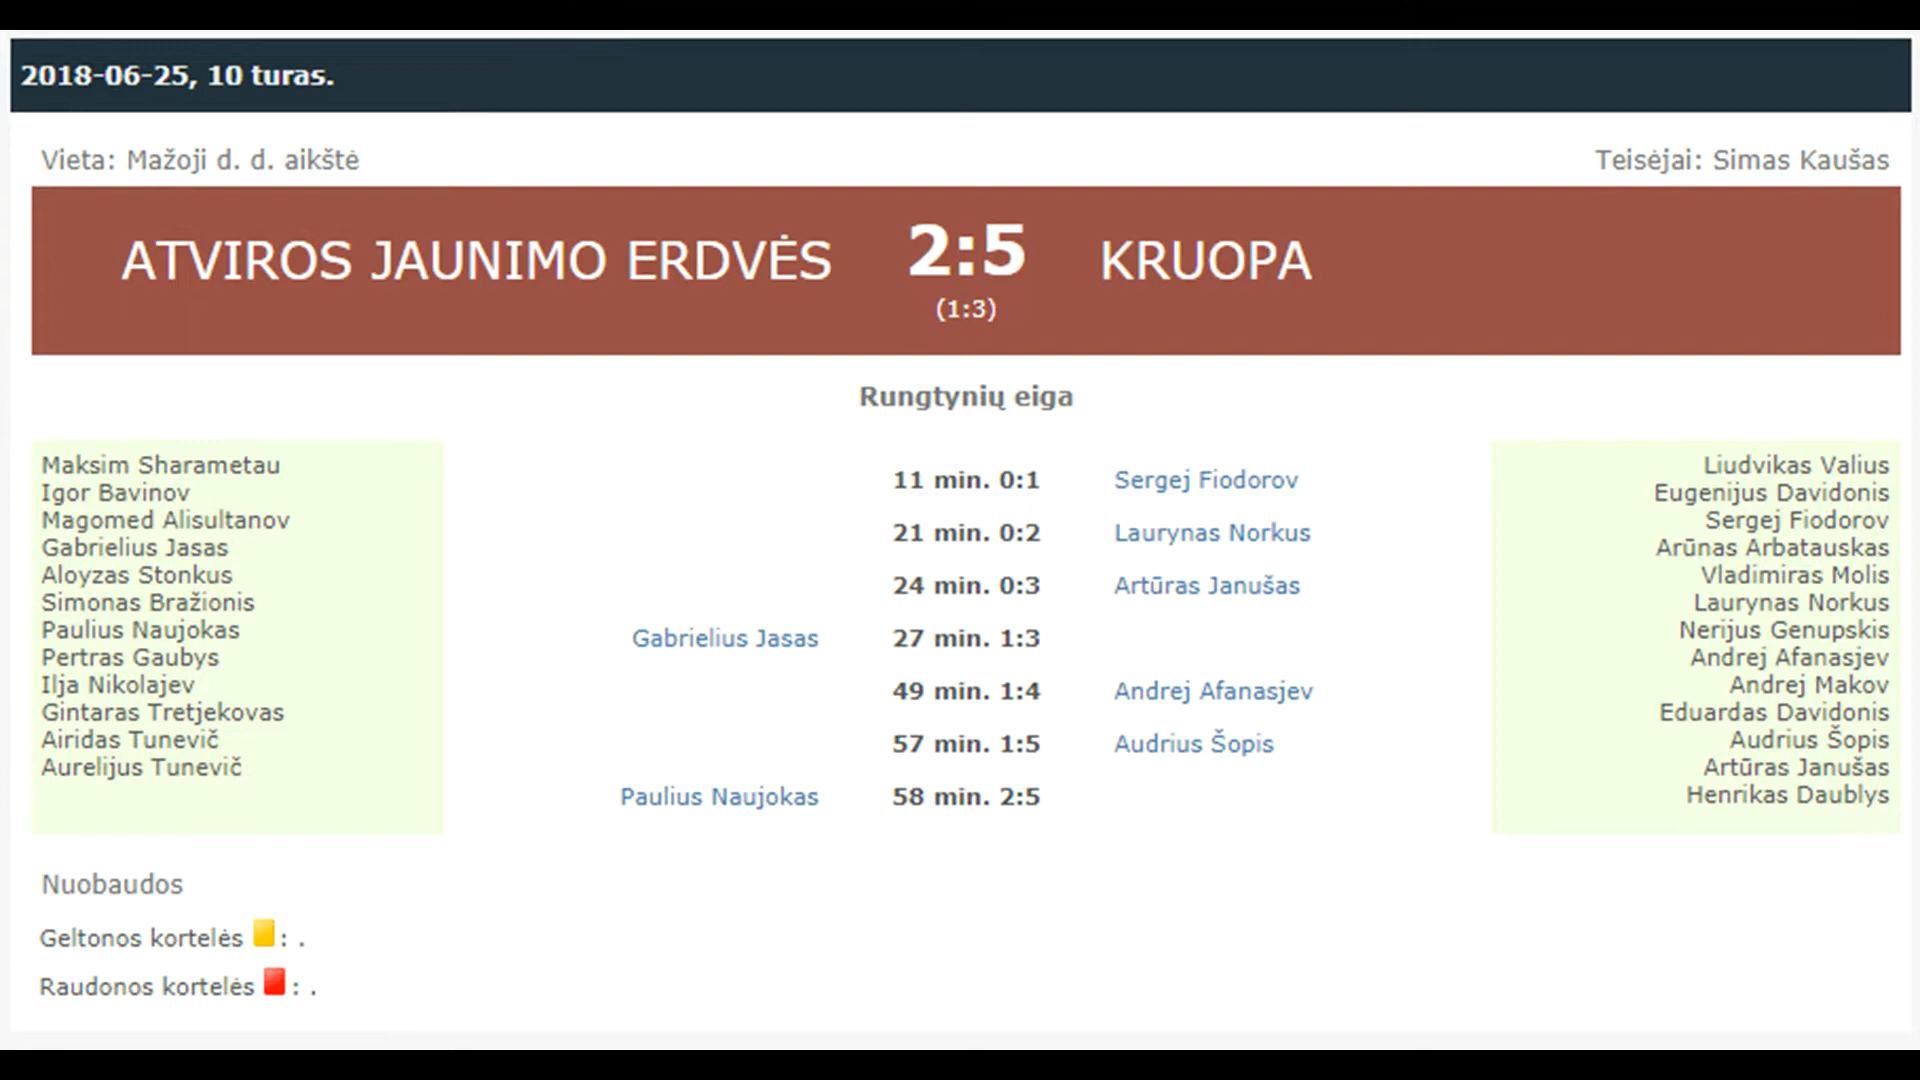 2018-06-25, 10 turas.
Vieta: Mažoji d. d. aikštė
Teisėjai: Simas Kaušas
ATVIROS JAUNIMO ERDVĖS 2:5 KRUOPA
(1:3)
Rungtynių eiga
Maksim Sharametau
Igor Bavinov
Magomed Alisultanov
Gabrielius Jasas
Aloyzas Stonkus
Simonas Bražionis
Paulius Naujokas
Pertras Gaubys
Ilja Nikolajev
Gintaras Tretjekovas
Airidas Tunevič
Aurelijus Tunevič
11 min. 0:1 Sergej Fiodorov
21 min. 0:2 Laurynas Norkus
24 min. 0:3 Artūras Janušas
Gabrielius Jasas 27 min. 1:3
49 min. 1:4 Andrej Afanasjev
57 min. 1:5 Audrius Šopis
Paulius Naujokas 58 min. 2:5
Liudvikas Valius
Eugenijus Davidonis
Sergej Fiodorov
Arūnas Arbatauskas
Vladimiras Molis
Laurynas Norkus
Nerijus Genupskis
Andrej Afanasjev
Andrej Makov
Eduardas Davidonis
Audrius Šopis
Artūras Janušas
Henrikas Daublys
Nuobaudos
Geltonos kortelės : .
Raudonos kortelės : .